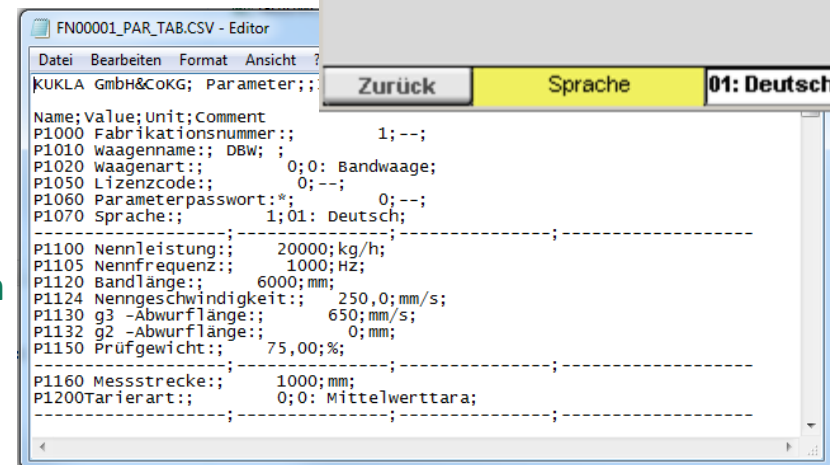 FN00001_PAR_TAB.CSV - Editor
Datei Bearbeiten Format Ansicht ?
Zurück Sprache 01: Deutsch
KUKLA GmbH&CoKG; Parameter;;
Name;Value;Unit;Comment
P1000 Fabrikationsnummer:; 1;--;
P1010 Waagenname:; DBW; ;
P1020 Waagenart:; 0;0: Bandwaage;
P1050 Lizenzcode:; 0;--;
P1060 Parameterpasswort:*; 0;--;
P1070 Sprache:; 1;01: Deutsch;
--------------------;----------------;----------------;--------------------
P1100 Nennleistung:; 20000;kg/h;
P1105 Nennfrequenz:; 1000;Hz;
P1120 Bandlänge:; 6000;mm;
P1124 Nenngeschwindigkeit:; 250,0;mm/s;
P1130 g3 -Abwurflänge:; 650;mm/s;
P1132 g2 -Abwurflänge:; 0;mm;
P1150 Prüfgewicht:; 75,00;%;
--------------------;----------------;----------------;--------------------
P1160 Messstrecke:; 1000;mm;
P1200Tarierart:; 0;0: Mittelwerttara;
--------------------;----------------;----------------;--------------------